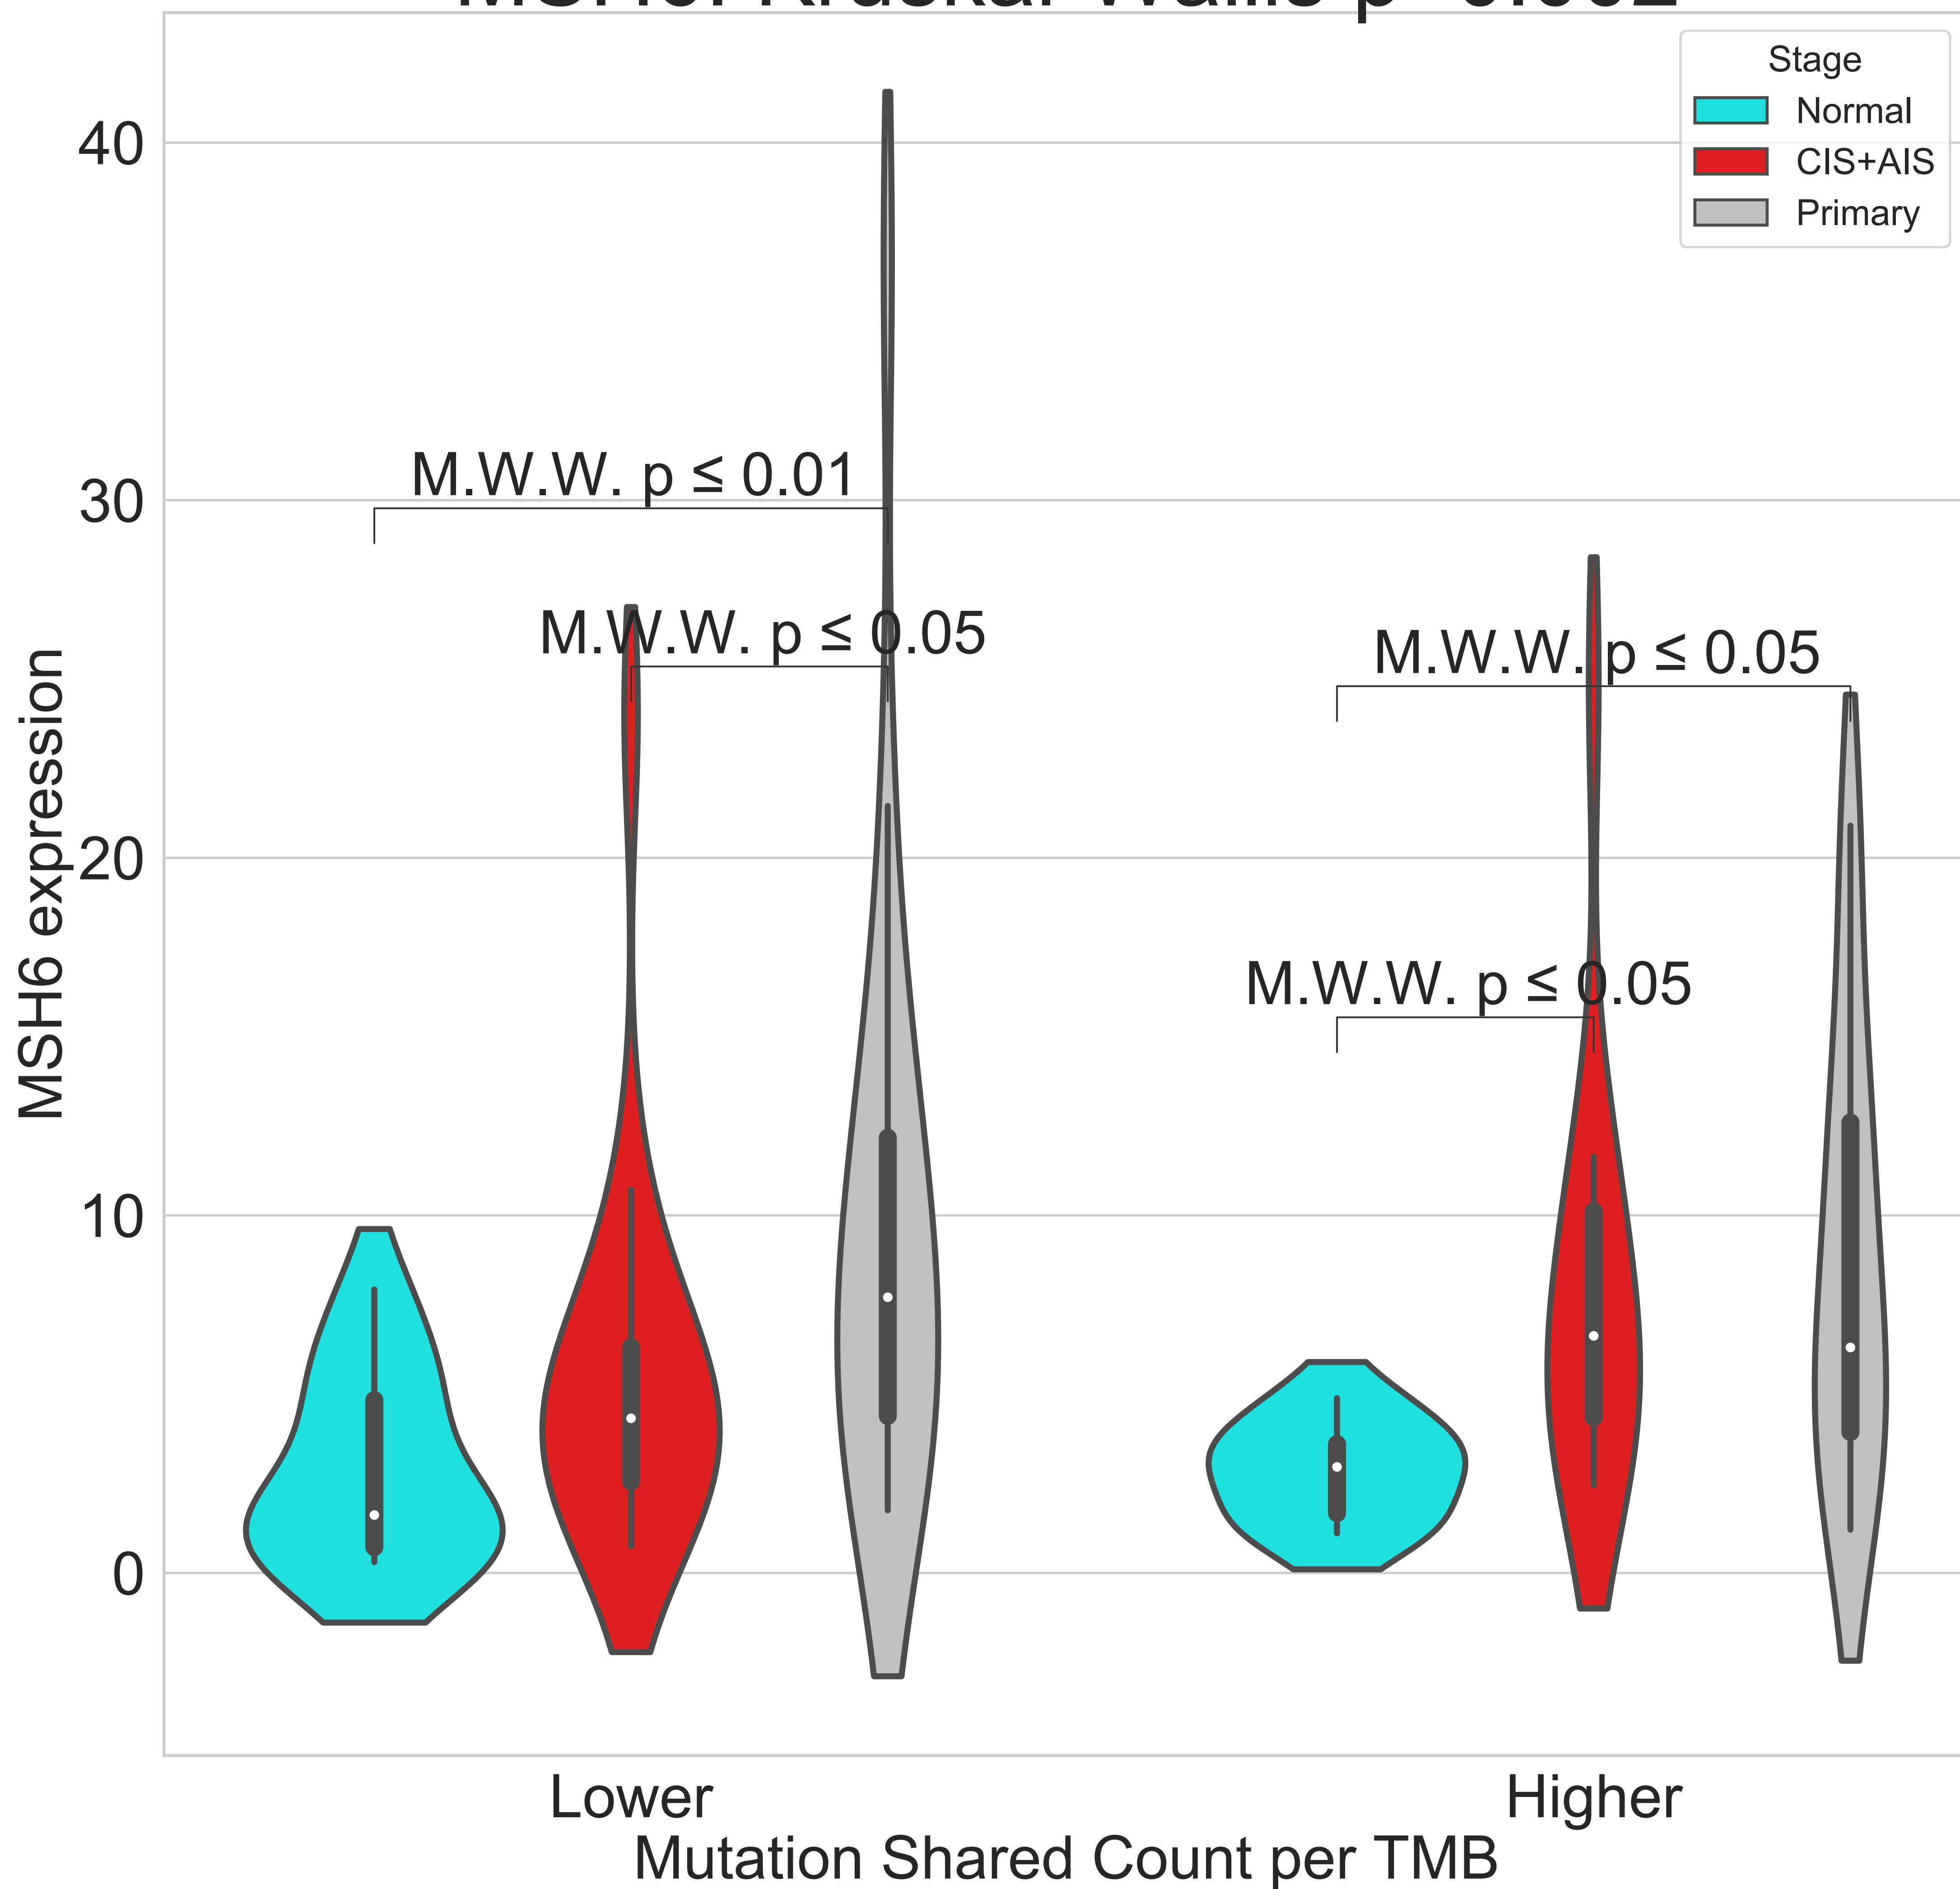 Stage
Normal
CIS+AIS
Primary
40
30
20
10
0
MSH6 expression
M.W.W. p ≤ 0.01
M.W.W. p ≤ 0.05
M.W.W. p ≤ 0.05
M.W.W. p ≤ 0.05
Lower
Higher
Mutation Shared Count per TMB